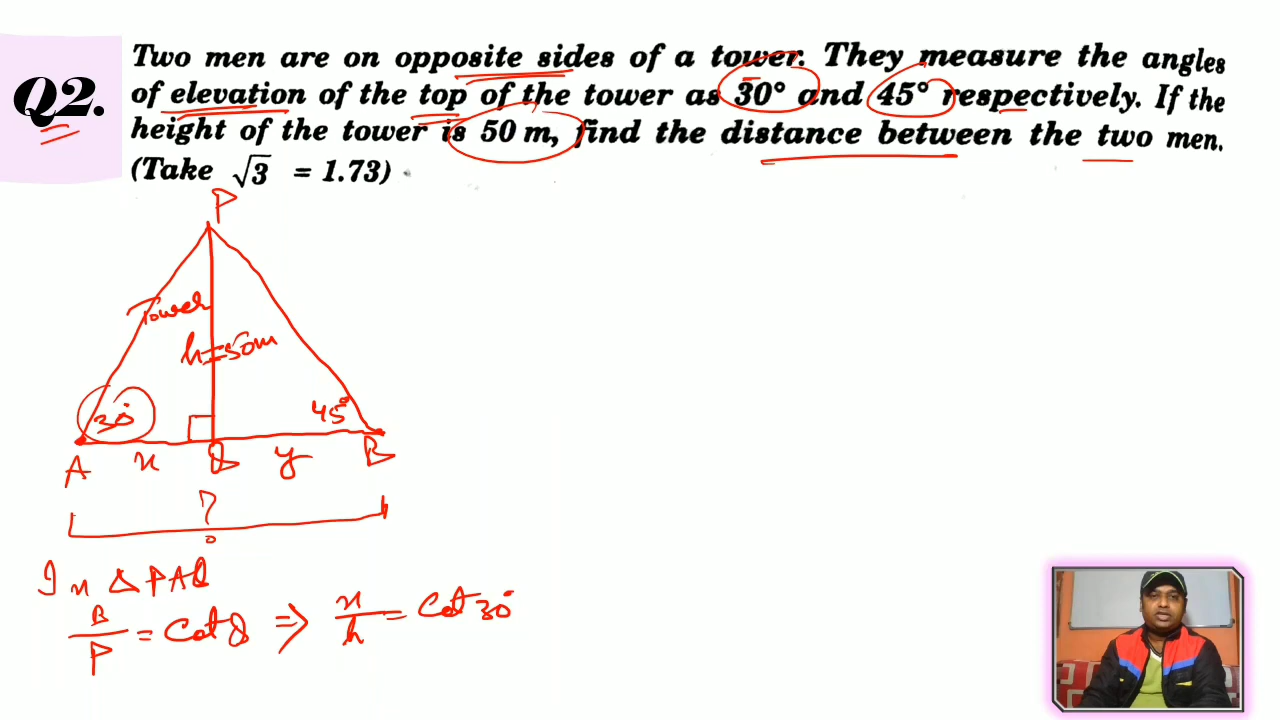 Q2.
Two men are on opposite sides of a tower. They measure the angles
of elevation of the top of the tower as 30° and 45° respectively. If the
height of the tower is 50 m, find the distance between the two men.
(Take √3 = 1.73)
P
Tower
h=50m
30°
45°
A x Q y B
?
In △ PAQ
B/P = Cot θ ⇒ x/h = Cot 30°